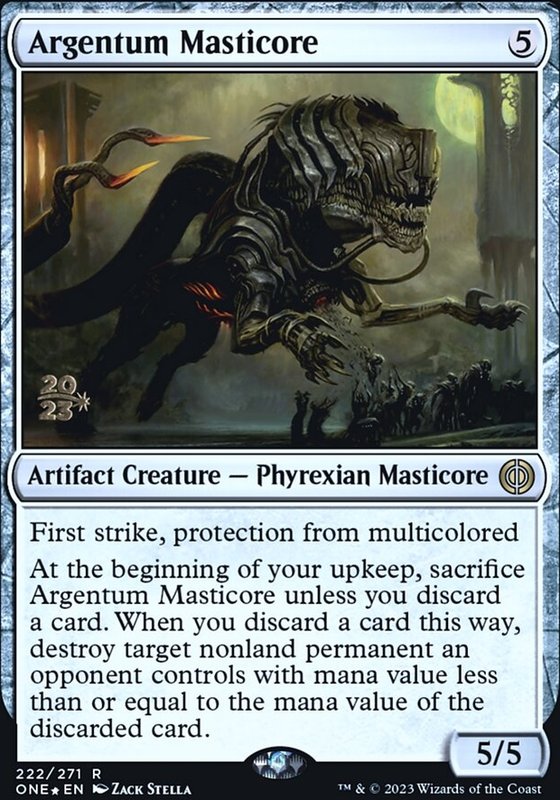 Argentum Masticore 5
20
23
Artifact Creature — Phyrexian Masticore
First strike, protection from multicolored
At the beginning of your upkeep, sacrifice
Argentum Masticore unless you discard
a card. When you discard a card this way,
destroy target nonland permanent an
opponent controls with mana value less
than or equal to the mana value of the
discarded card.
5/5
222/271 R
ONE★EN Zack Stella
™ & © 2023 Wizards of the Coast